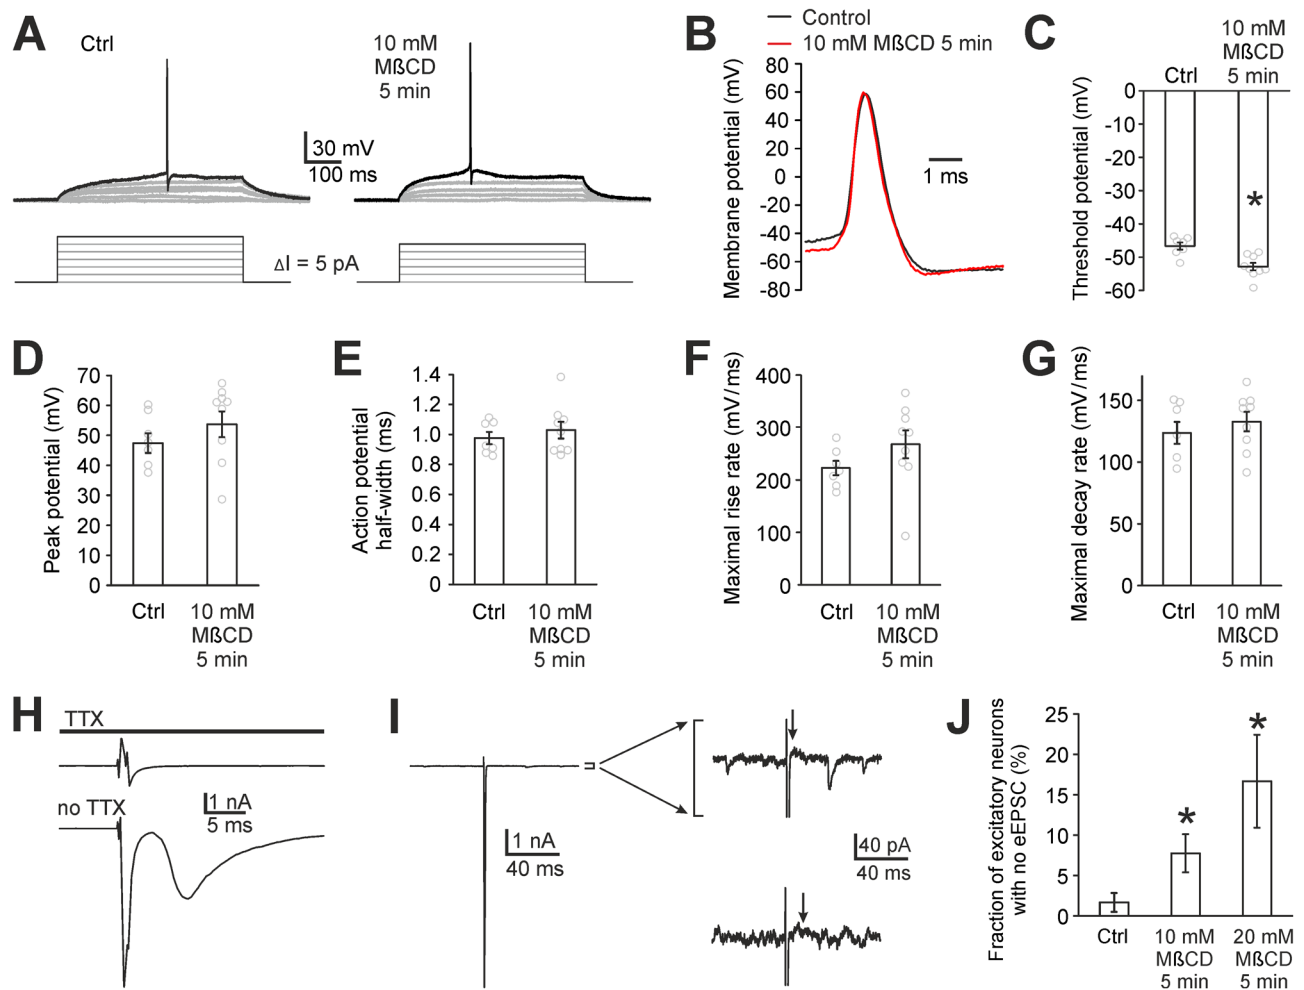 A
Ctrl
10 mM
MßCD
5 min
30 mV
100 ms
ΔI = 5 pA
B
Control
10 mM MßCD 5 min
Membrane potential (mV)
80
60
40
20
0
-20
-40
-60
-80
1 ms
C
Ctrl
10 mM
MßCD
5 min
Threshold potential (mV)
0
-10
-20
-30
-40
-50
-60
*
D
Peak potential (mV)
70
60
50
40
30
20
10
0
Ctrl
10 mM
MßCD
5 min
E
Action potential
half-width (ms)
1.4
1.2
1.0
0.8
0.6
0.4
0.2
0
Ctrl
10 mM
MßCD
5 min
F
Maximal rise rate (mV/ms)
400
300
200
100
0
Ctrl
10 mM
MßCD
5 min
G
Maximal decay rate (mV/ms)
150
100
50
0
Ctrl
10 mM
MßCD
5 min
H
TTX
no TTX
1 nA
5 ms
I
1 nA
40 ms
40 pA
40 ms
J
Fraction of excitatory neurons
with no eEPSC (%)
25
20
15
10
5
0
*
*
Ctrl
10 mM
MßCD
5 min
20 mM
MßCD
5 min